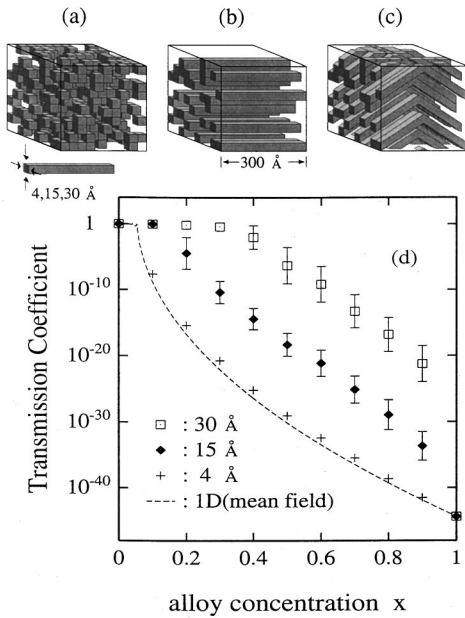 (a) (b) (c)
300 Å
4,15,30 Å
(d)
Transmission Coefficient
1
10⁻¹⁰
10⁻²⁰
10⁻³⁰
10⁻⁴⁰
: 30 Å
: 15 Å
: 4 Å
: 1D(mean field)
0 0.2 0.4 0.6 0.8 1
alloy concentration x